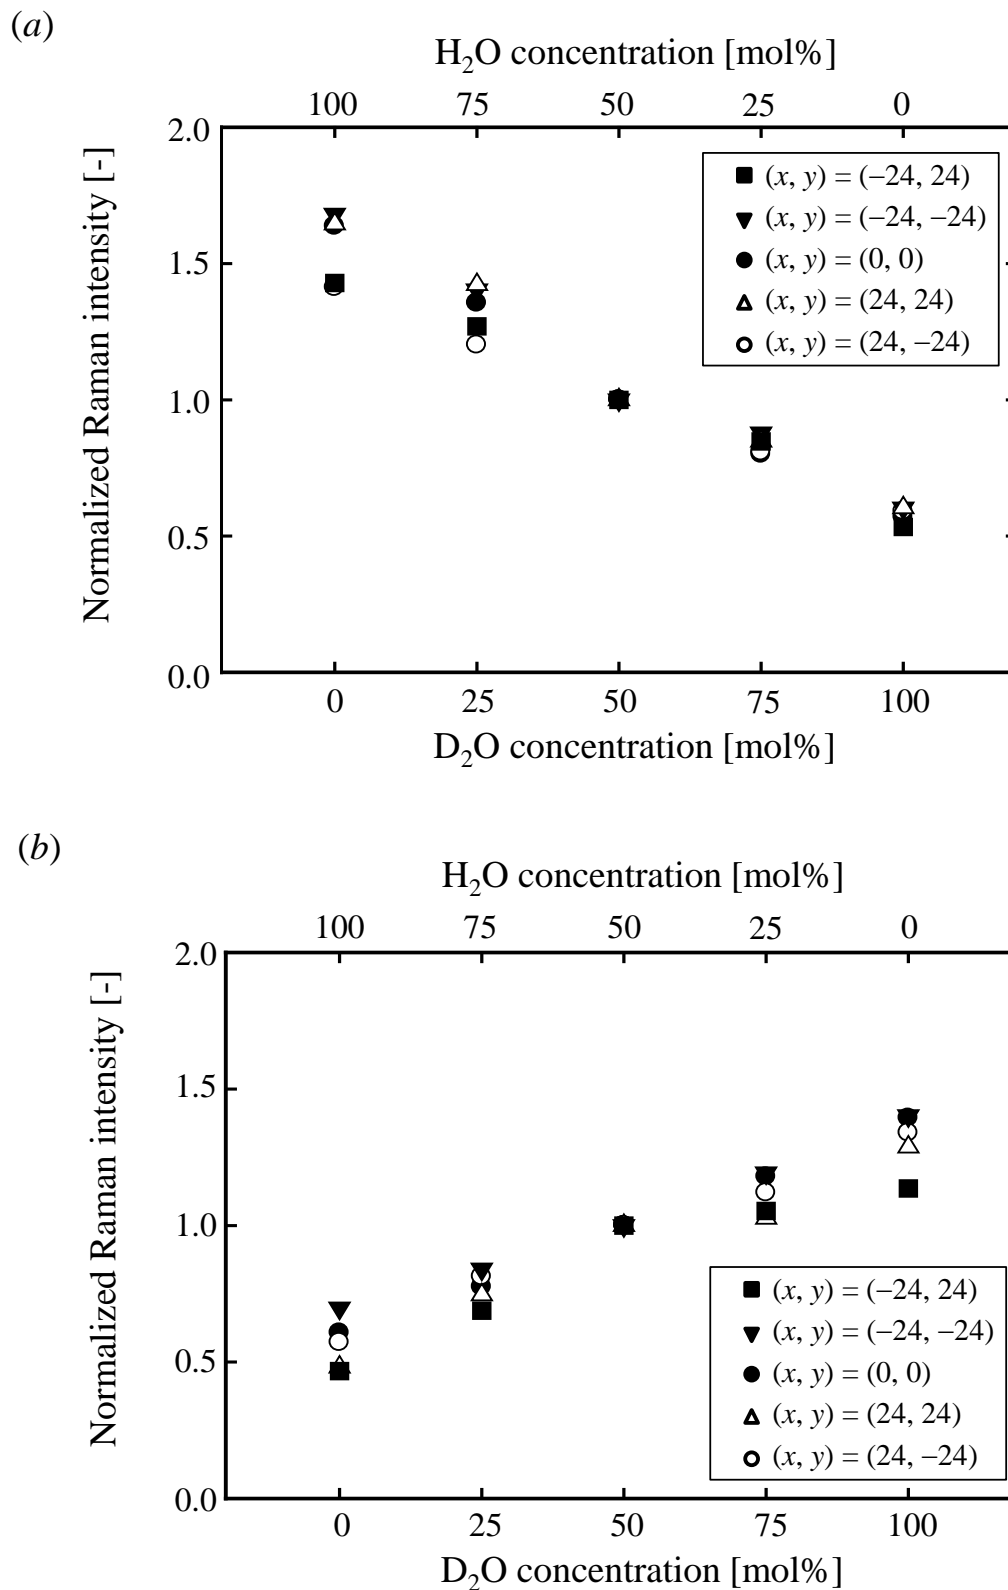 (a)
H₂O concentration [mol%]
100 75 50 25 0
Normalized Raman intensity [-]
2.0
1.5
1.0
0.5
0.0
(x, y) = (−24, 24)
(x, y) = (−24, −24)
(x, y) = (0, 0)
(x, y) = (24, 24)
(x, y) = (24, −24)
0 25 50 75 100
D₂O concentration [mol%]
(b)
H₂O concentration [mol%]
100 75 50 25 0
Normalized Raman intensity [-]
2.0
1.5
1.0
0.5
0.0
(x, y) = (−24, 24)
(x, y) = (−24, −24)
(x, y) = (0, 0)
(x, y) = (24, 24)
(x, y) = (24, −24)
0 25 50 75 100
D₂O concentration [mol%]